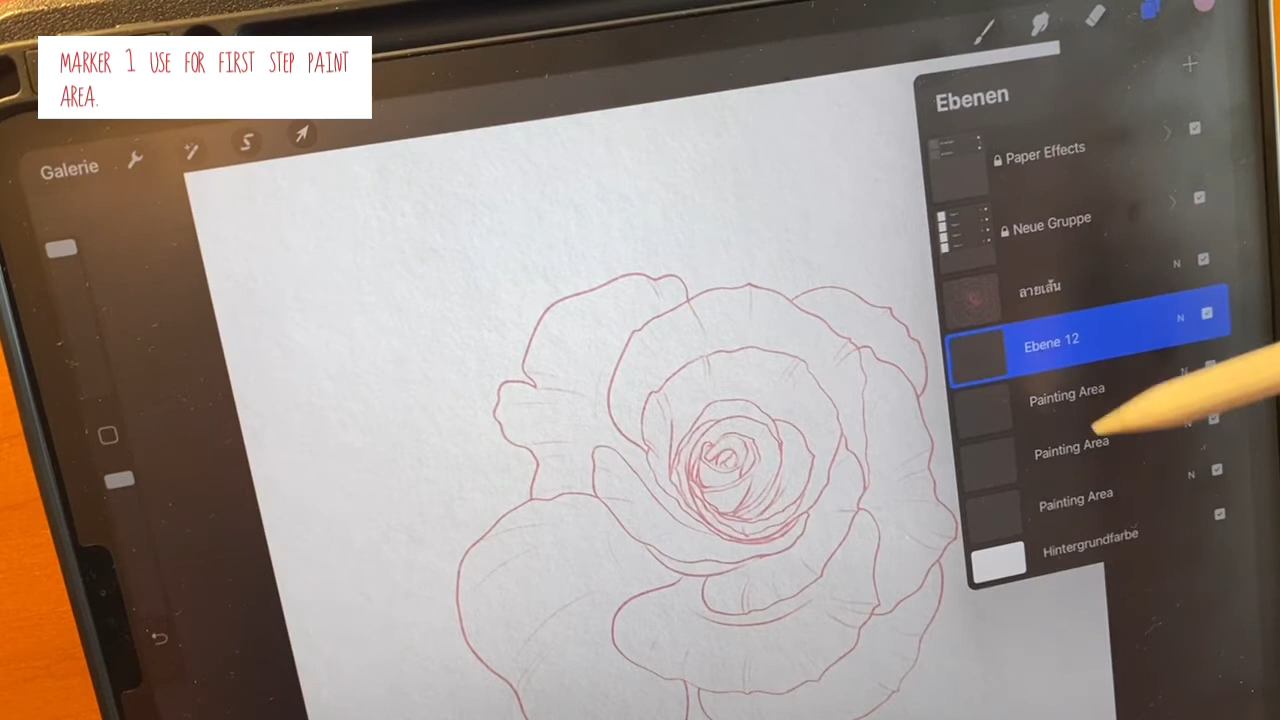 MARKER 1 USE FOR FIRST STEP PAINT
AREA.
Galerie
Ebenen
Paper Effects
Neue Gruppe
N
ลายเส้น
N
Ebene 12
N
Painting Area
N
Painting Area
N
Painting Area
N
Hintergrundfarbe